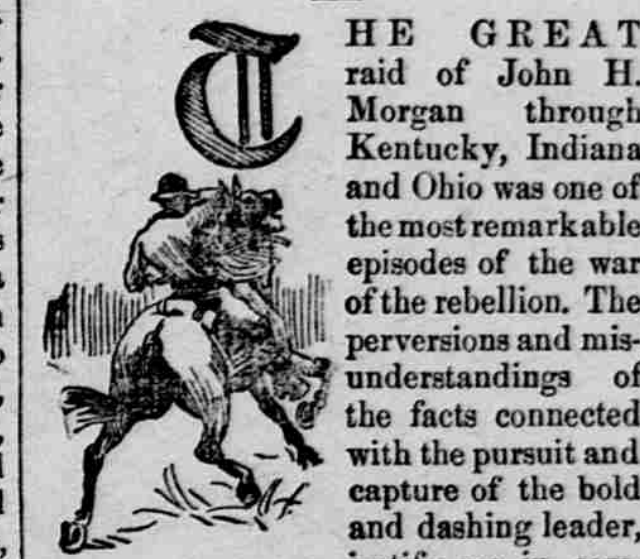 THE GREAT
raid of John H.
Morgan through
Kentucky, Indiana
and Ohio was one of
the most remarkable
episodes of the war
of the rebellion. The
perversions and mis-
understandings of
the facts connected
with the pursuit and
capture of the bold
and dashing leader,